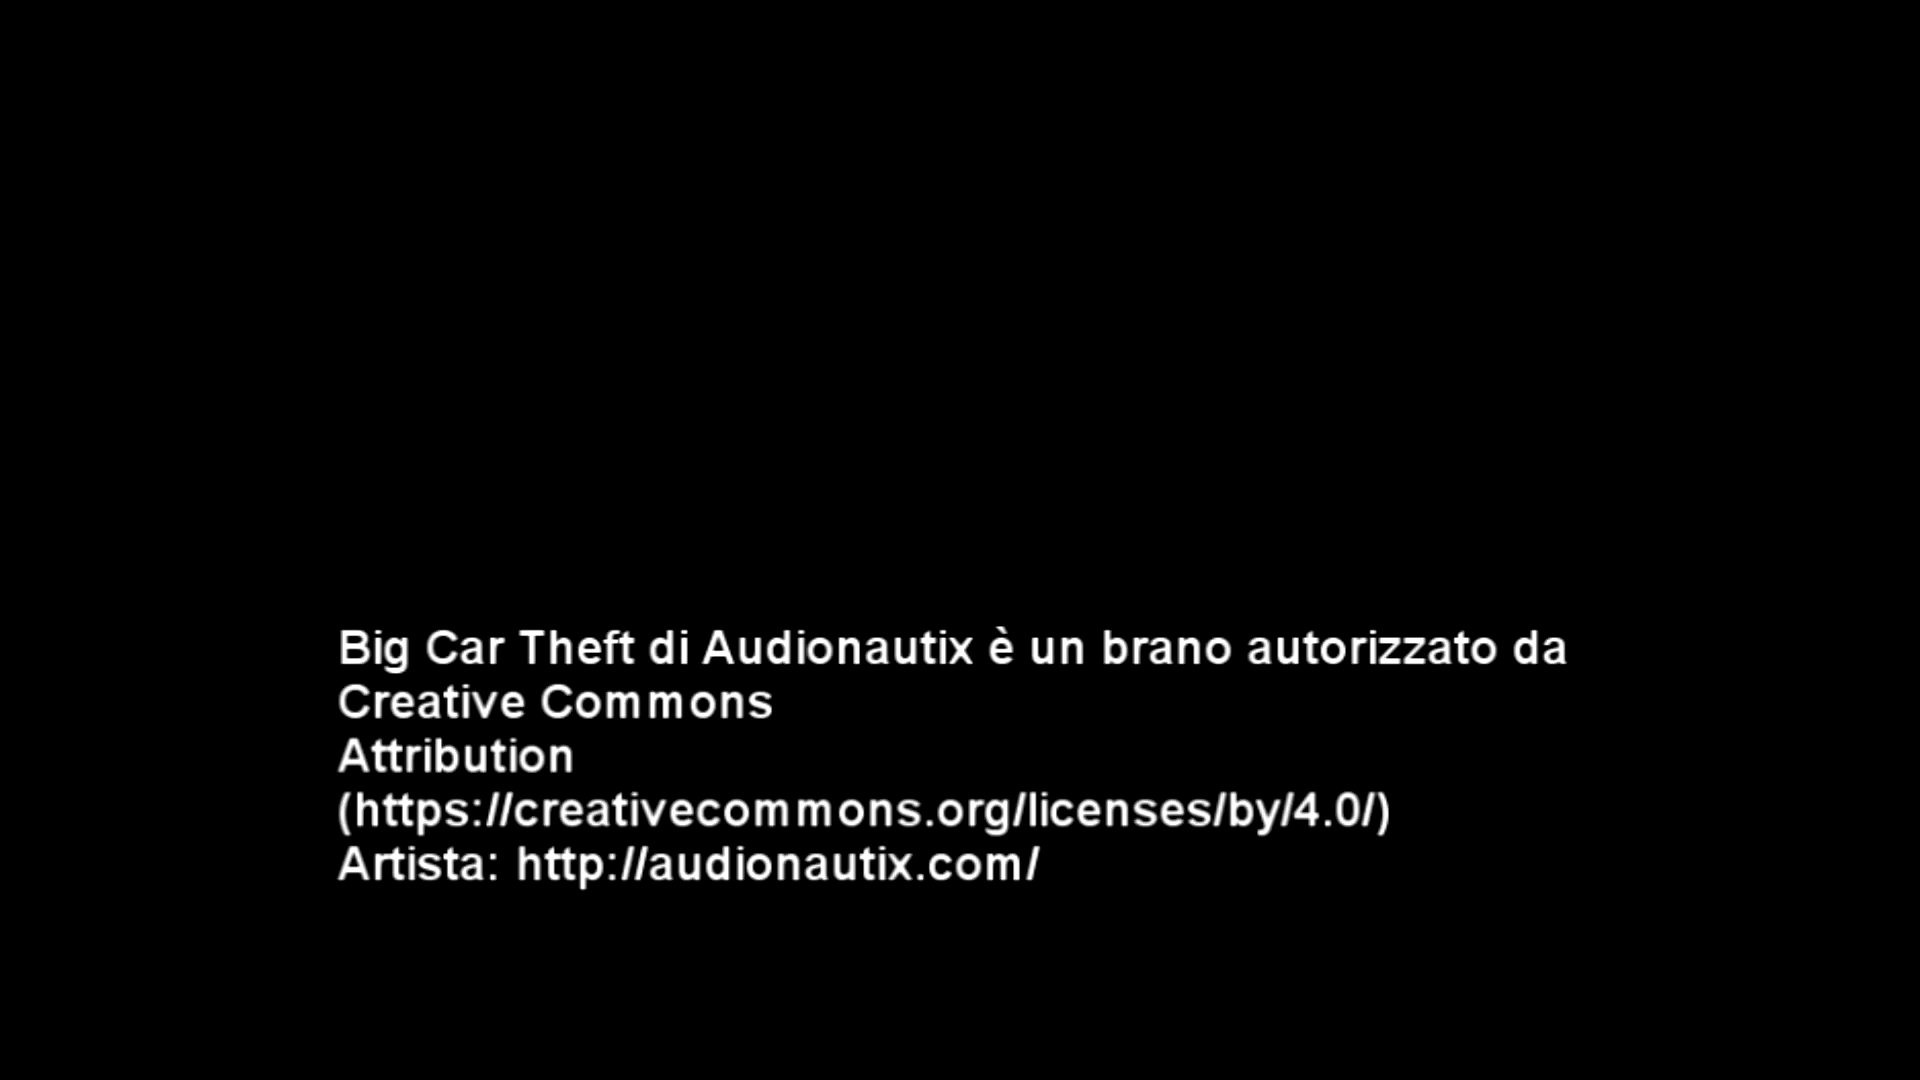 Big Car Theft di Audionautix è un brano autorizzato da
Creative Commons
Attribution
(https://creativecommons.org/licenses/by/4.0/)
Artista: http://audionautix.com/